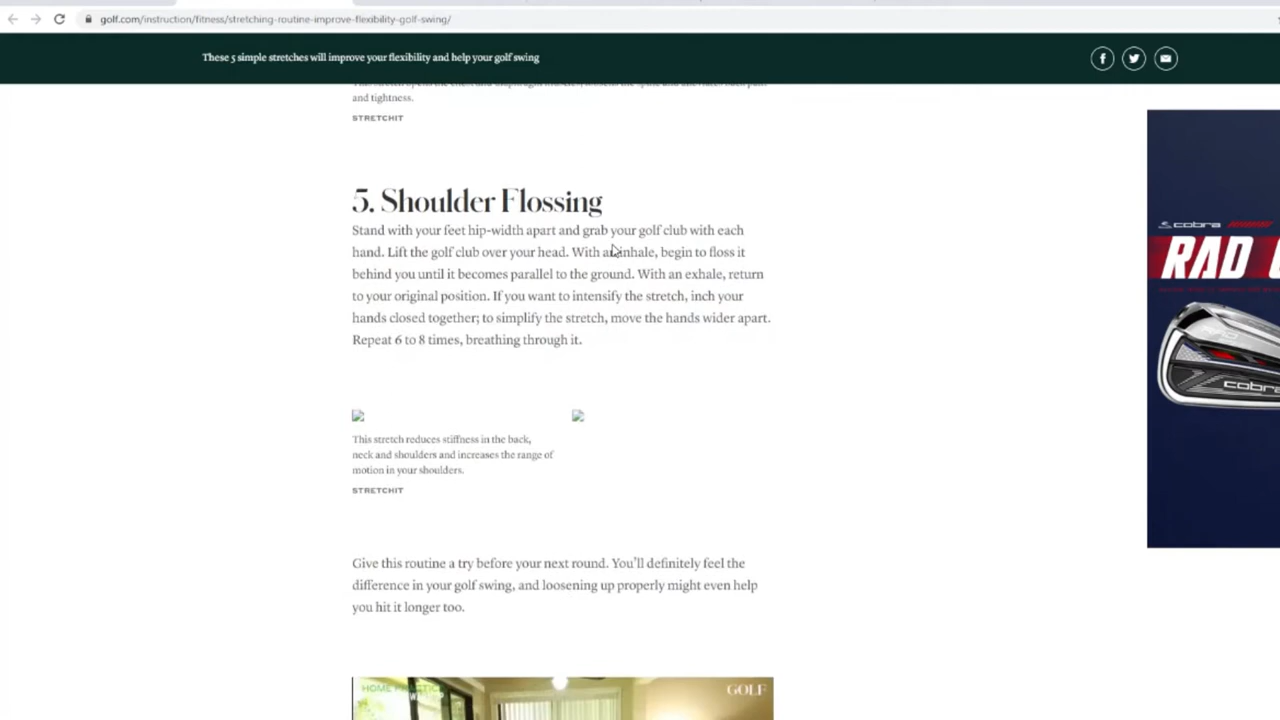 golf.com/instruction/fitness/stretching-routine-improve-flexibility-golf-swing/
These 5 simple stretches will improve your flexibility and help your golf swing
and tightness.
STRETCHIT
5. Shoulder Flossing
Stand with your feet hip-width apart and grab your golf club with each
hand. Lift the golf club over your head. With an inhale, begin to floss it
behind you until it becomes parallel to the ground. With an exhale, return
to your original position. If you want to intensify the stretch, inch your
hands closed together; to simplify the stretch, move the hands wider apart.
Repeat 6 to 8 times, breathing through it.
This stretch reduces stiffness in the back,
neck and shoulders and increases the range of
motion in your shoulders.
STRETCHIT
Give this routine a try before your next round. You'll definitely feel the
difference in your golf swing, and loosening up properly might even help
you hit it longer too.
HOME PRACTICE
GOLF
cobra
RAD
cobra